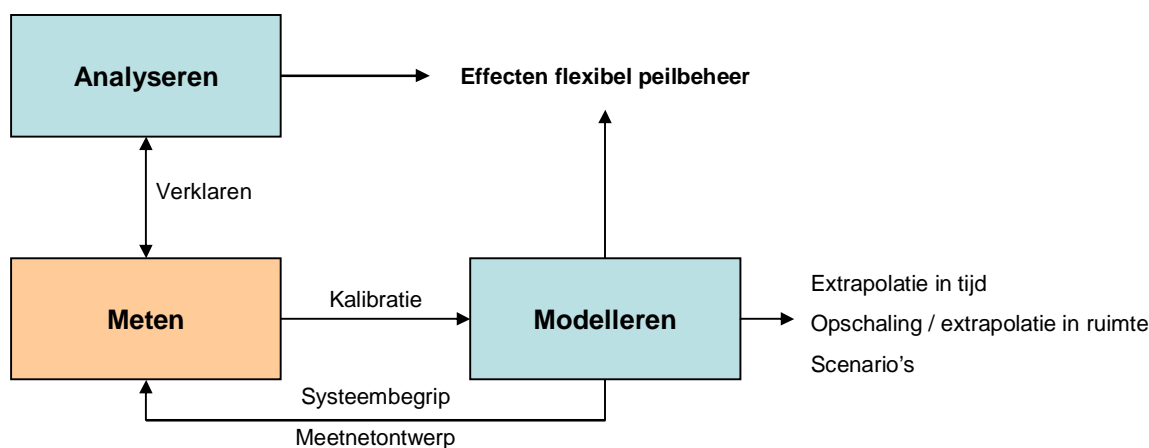 Analyseren
Effecten flexibel peilbeheer
Verklaren
Meten
Kalibratie
Modelleren
Extrapolatie in tijd
Opschaling / extrapolatie in ruimte
Scenario's
Systeembegrip
Meetnetontwerp